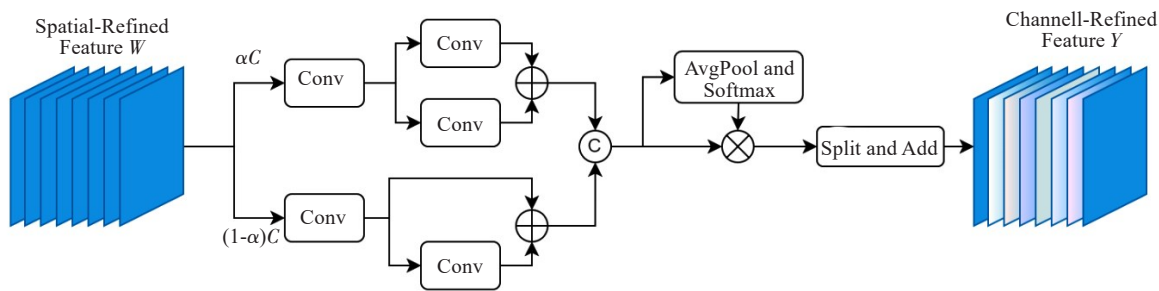 Spatial-Refined
Feature W
αC
Conv
Conv
Conv
(1-α)C
Conv
Conv
C
AvgPool and
Softmax
Split and Add
Channell-Refined
Feature Y